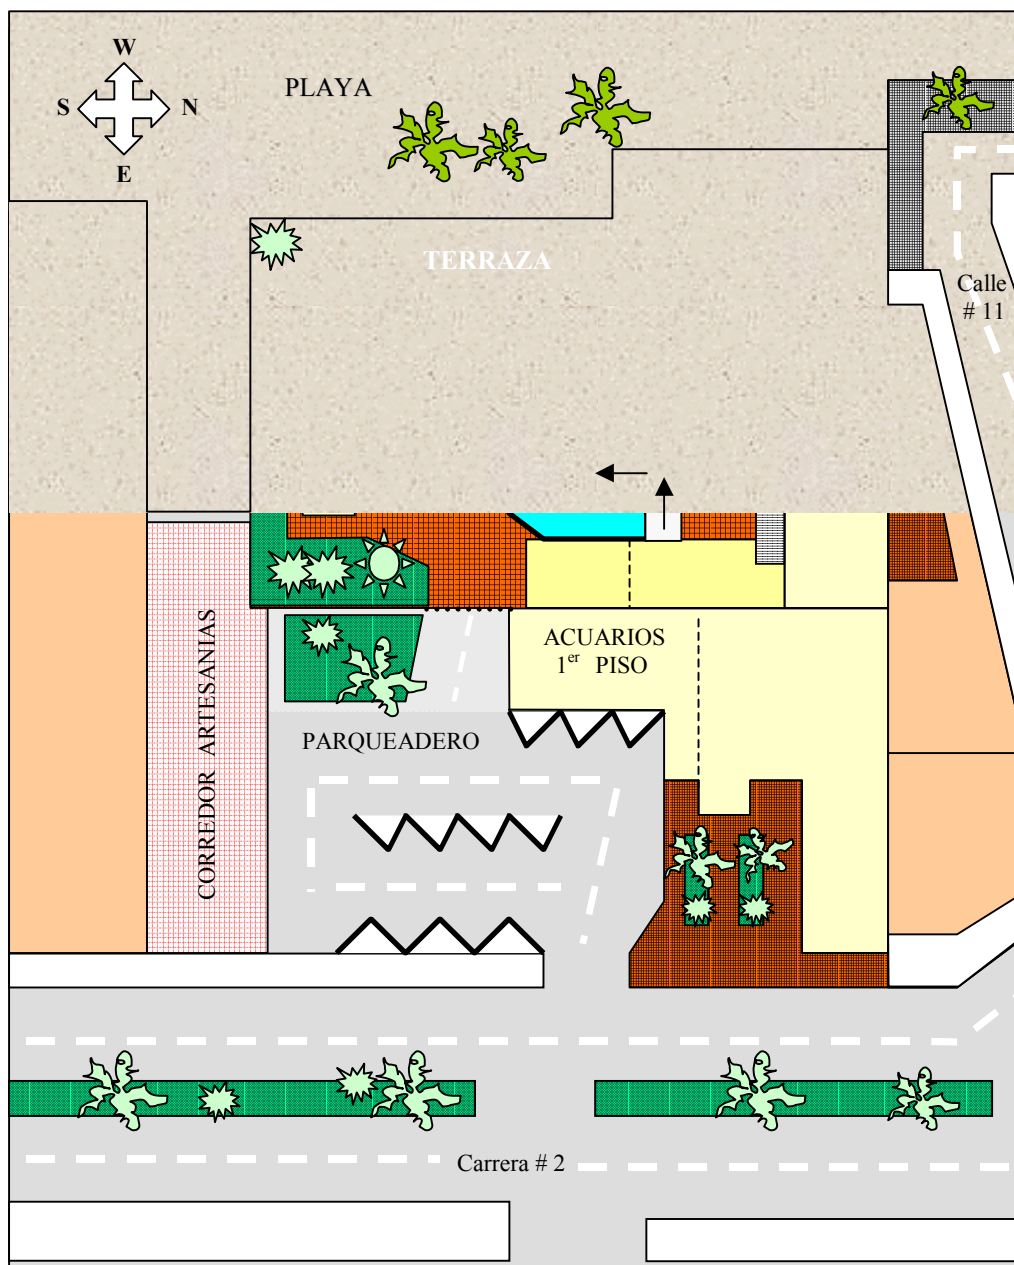 W
S N
E
PLAYA
TERRAZA
Calle
# 11
ACUARIOS
1er PISO
CORREDOR ARTESANIAS
PARQUEADERO
Carrera # 2